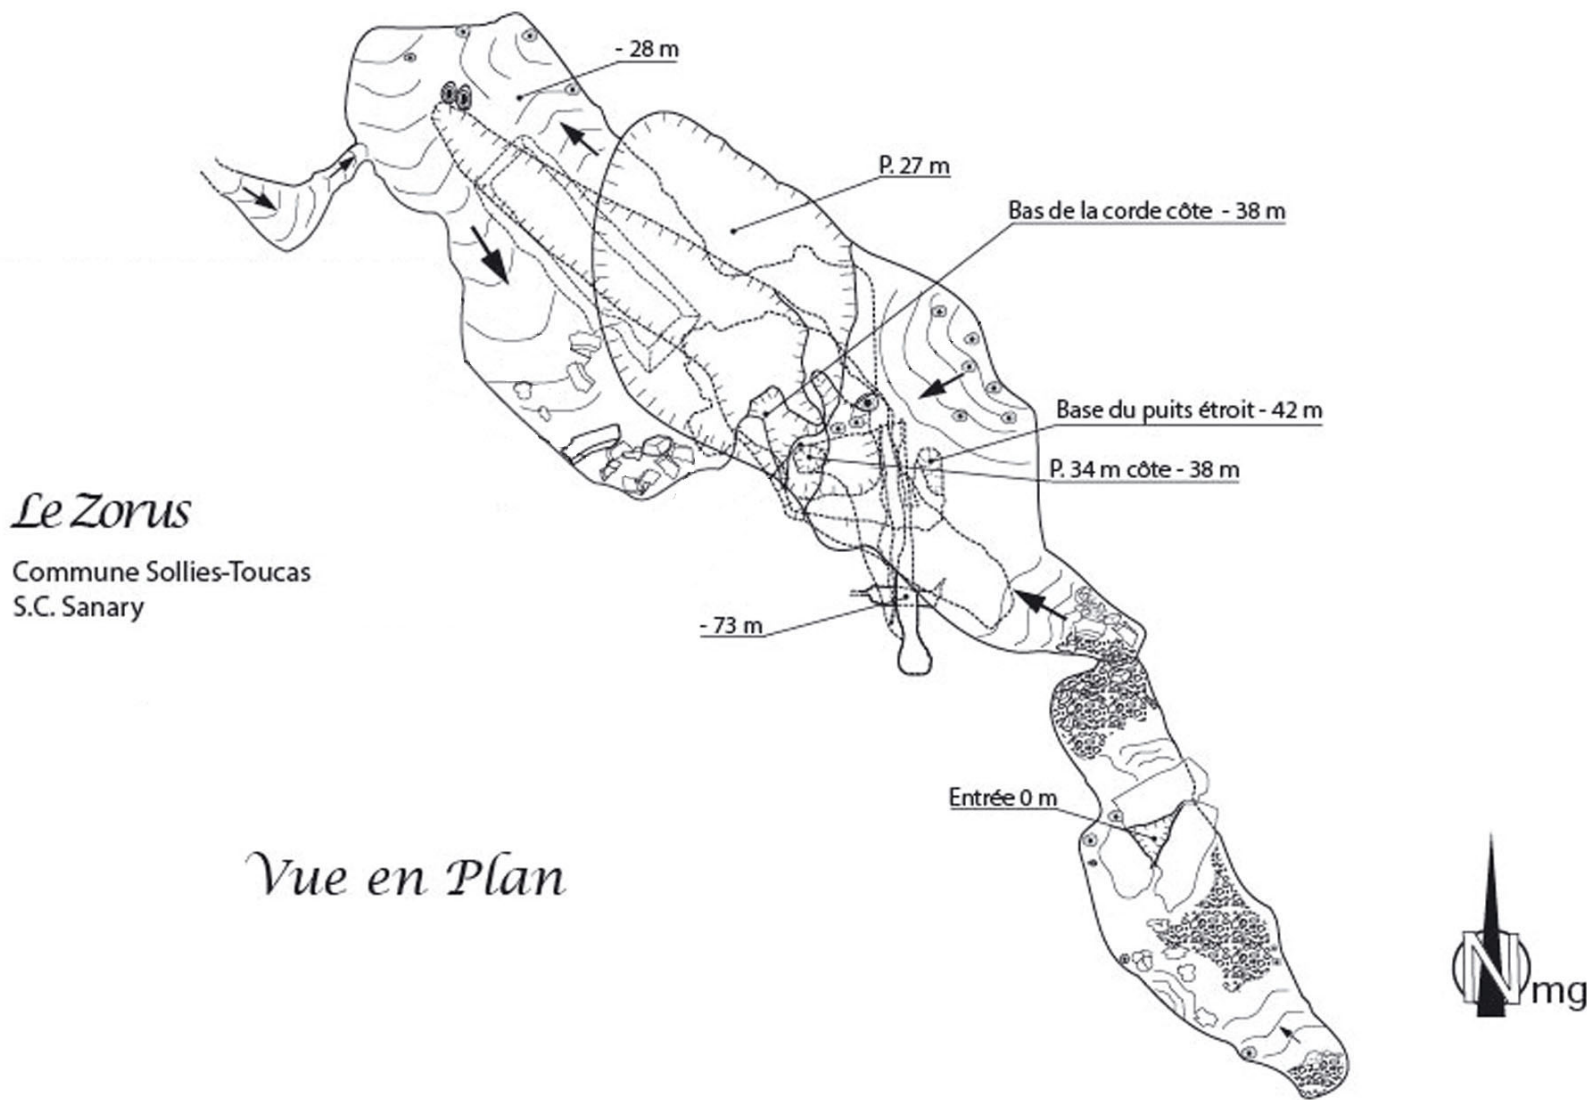 - 28 m
P. 27 m
Bas de la corde côte - 38 m
Base du puits étroit - 42 m
P. 34 m côte - 38 m
Le Zorus
Commune Sollies-Toucas
S.C. Sanary
- 73 m
Entrée 0 m
Vue en Plan
N mg